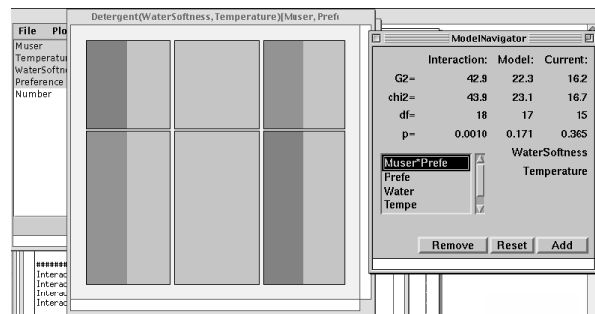 Detergent(WaterSoftness, Temperature)[Muser, Prefe
File Plo
Muser
Temperatur
WaterSoftne
Preference
Number
ModelNavigator
Interaction: Model: Current:
G2= 42.9 22.3 16.2
chi2= 43.9 23.1 16.7
df= 18 17 15
p= 0.0010 0.171 0.365
WaterSoftness
Temperature
Muser*Prefe
Prefe
Water
Tempe
Remove Reset Add
########
Interac
Interac
Interac
Interac